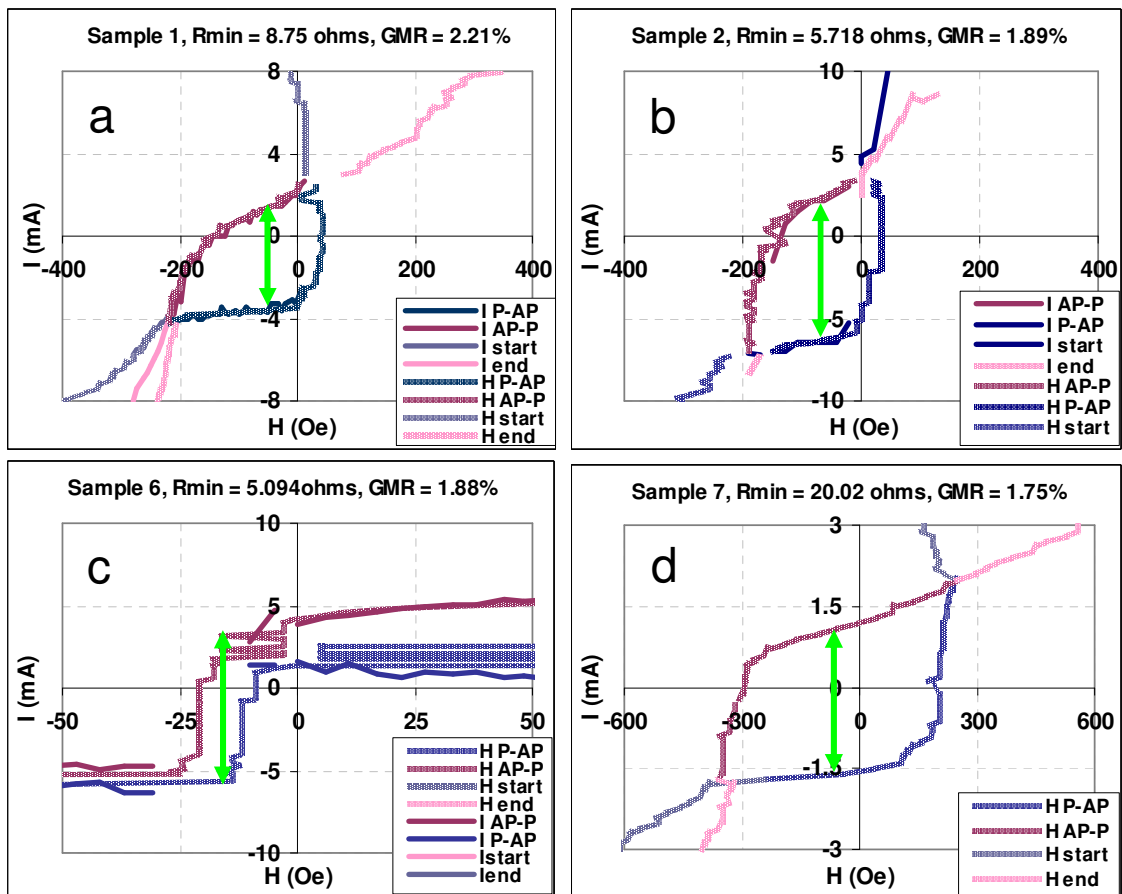 Sample 1, Rmin = 8.75 ohms, GMR = 2.21%
a
I (mA)
8
4
0
-4
-8
-400 -200 0 200 400
H (Oe)
I P-AP
I AP-P
I start
I end
H P-AP
H AP-P
H start
H end
Sample 2, Rmin = 5.718 ohms, GMR = 1.89%
b
I (mA)
10
5
0
-5
-10
-400 -200 0 200 400
H (Oe)
I AP-P
I P-AP
I start
I end
H AP-P
H P-AP
H start
Sample 6, Rmin = 5.094ohms, GMR = 1.88%
c
I (mA)
10
5
0
-5
-10
-50 -25 0 25 50
H (Oe)
H P-AP
H AP-P
H start
H end
I AP-P
I P-AP
Istart
Iend
Sample 7, Rmin = 20.02 ohms, GMR = 1.75%
d
I (mA)
3
1.5
0
-1.5
-3
-600 -300 0 300 600
H (Oe)
H P-AP
H AP-P
H start
H end